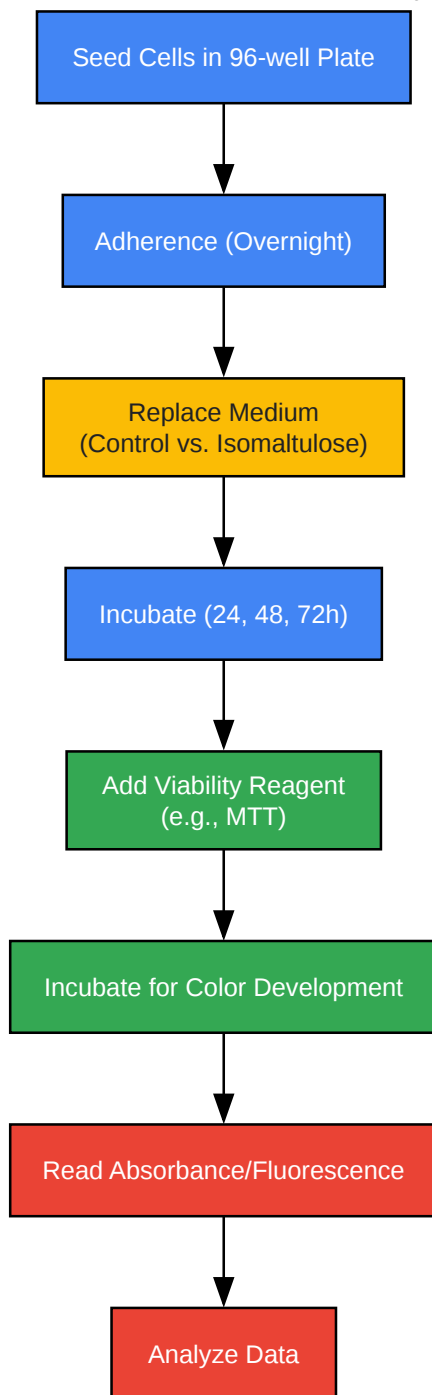 Seed Cells in 96-well Plate
Adherence (Overnight)
Replace Medium
(Control vs. Isomaltulose)
Incubate (24, 48, 72h)
Add Viability Reagent
(e.g., MTT)
Incubate for Color Development
Read Absorbance/Fluorescence
Analyze Data